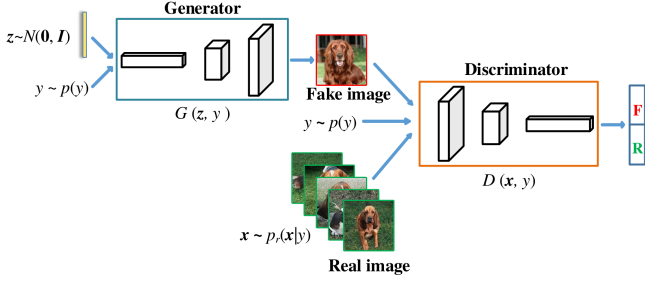 Generator
z~N(0, I)
y ~ p(y)
G (z, y )
Fake image
Discriminator
y ~ p(y)
F
R
D (x, y)
x ~ pr(x|y)
Real image